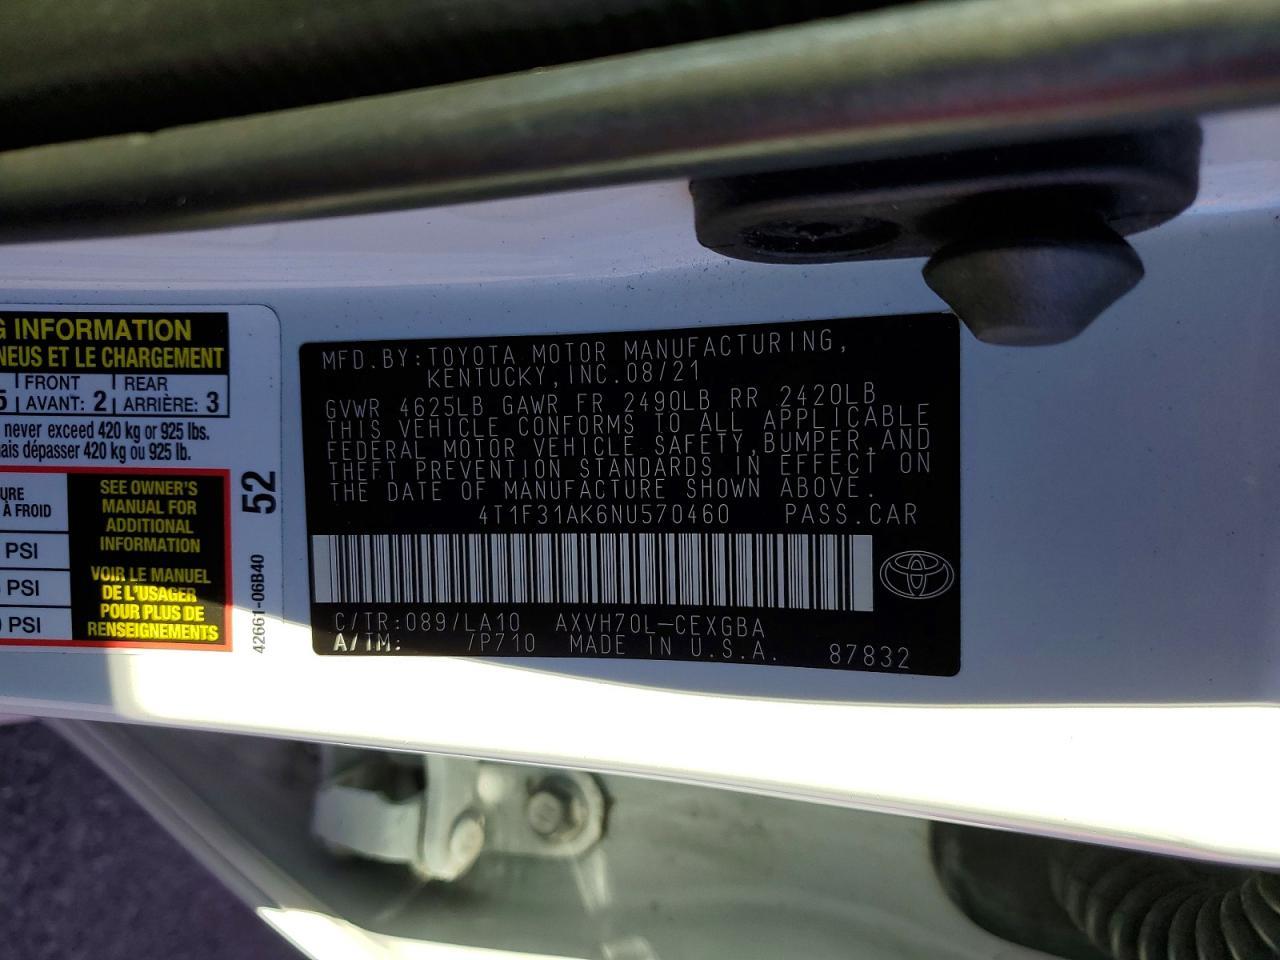 G INFORMATION
NEUS ET LE CHARGEMENT
5 FRONT AVANT: 2 REAR ARRIÈRE: 3
never exceed 420 kg or 925 lbs.
mais dépasser 420 kg ou 925 lb.
URE
À FROID
PSI
PSI
PSI
SEE OWNER'S
MANUAL FOR
ADDITIONAL
INFORMATION
VOIR LE MANUEL
DE L'USAGER
POUR PLUS DE
RENSEIGNEMENTS
52
42661-06B40
MFD.BY:TOYOTA MOTOR MANUFACTURING,
KENTUCKY,INC.08/21
GVWR 4625LB GAWR FR 2490LB RR 2420LB
THIS VEHICLE CONFORMS TO ALL APPLICABLE
FEDERAL MOTOR VEHICLE SAFETY,BUMPER,AND
THEFT PREVENTION STANDARDS IN EFFECT ON
THE DATE OF MANUFACTURE SHOWN ABOVE.
4T1F31AK6NU570460 PASS.CAR
C/TR:089/LA10 AXVH70L-CEXGBA
A/TM: /P710 MADE IN U.S.A. 87832